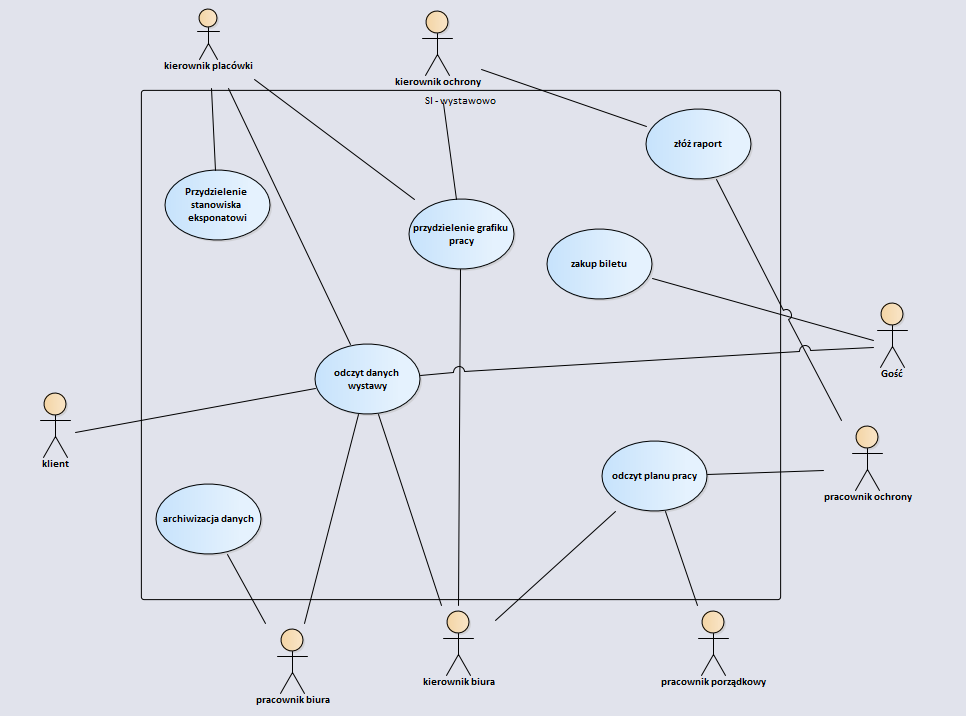 kierownik placówki
kierownik ochrony
SI - wystawowo
złóż raport
Przydzielenie
stanowiska
eksponatowi
przydzielenie grafiku
pracy
zakup biletu
Gość
odczyt danych
wystawy
klient
odczyt planu pracy
pracownik ochrony
archiwizacja danych
kierownik biura
pracownik porządkowy
pracownik biura